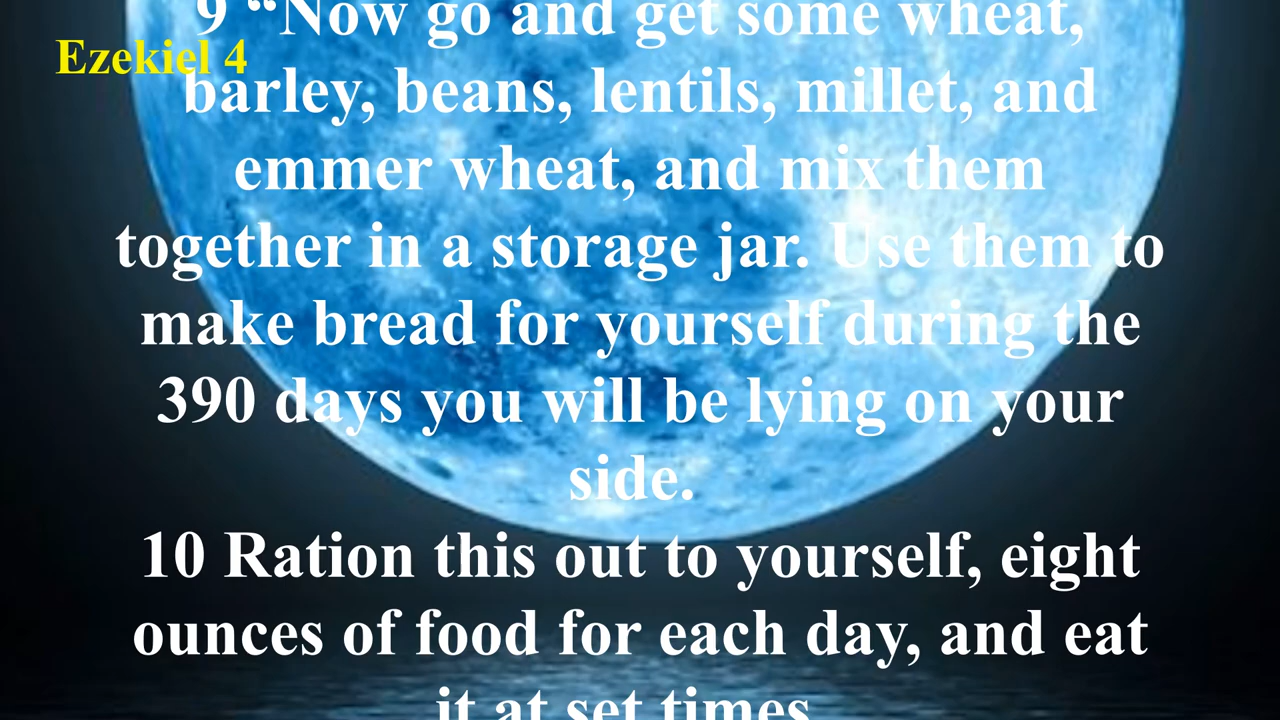 9 “Now go and get some wheat,
Ezekiel 4
barley, beans, lentils, millet, and
emmer wheat, and mix them
together in a storage jar. Use them to
make bread for yourself during the
390 days you will be lying on your
side.
10 Ration this out to yourself, eight
ounces of food for each day, and eat
it at set times